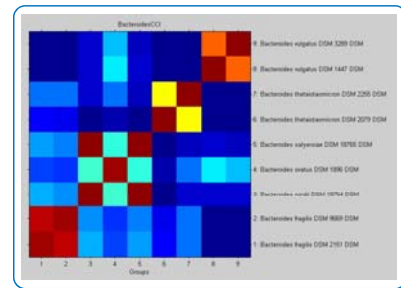 BacteroidesCCI
9: Bacteroides vulgatus DSM 3289 DSM
8: Bacteroides vulgatus DSM 1447 DSM
7: Bacteroides thetaiotaomicron DSM 2255 DSM
6: Bacteroides thetaiotaomicron DSM 2079 DSM
5: Bacteroides salyersiae DSM 18765 DSM
4: Bacteroides ovatus DSM 1896 DSM
3: Bacteroides DSM
2: Bacteroides fragilis DSM 9669 DSM
1: Bacteroides fragilis DSM 2151 DSM
1 2 3 4 5 6 7 8 9
Groups